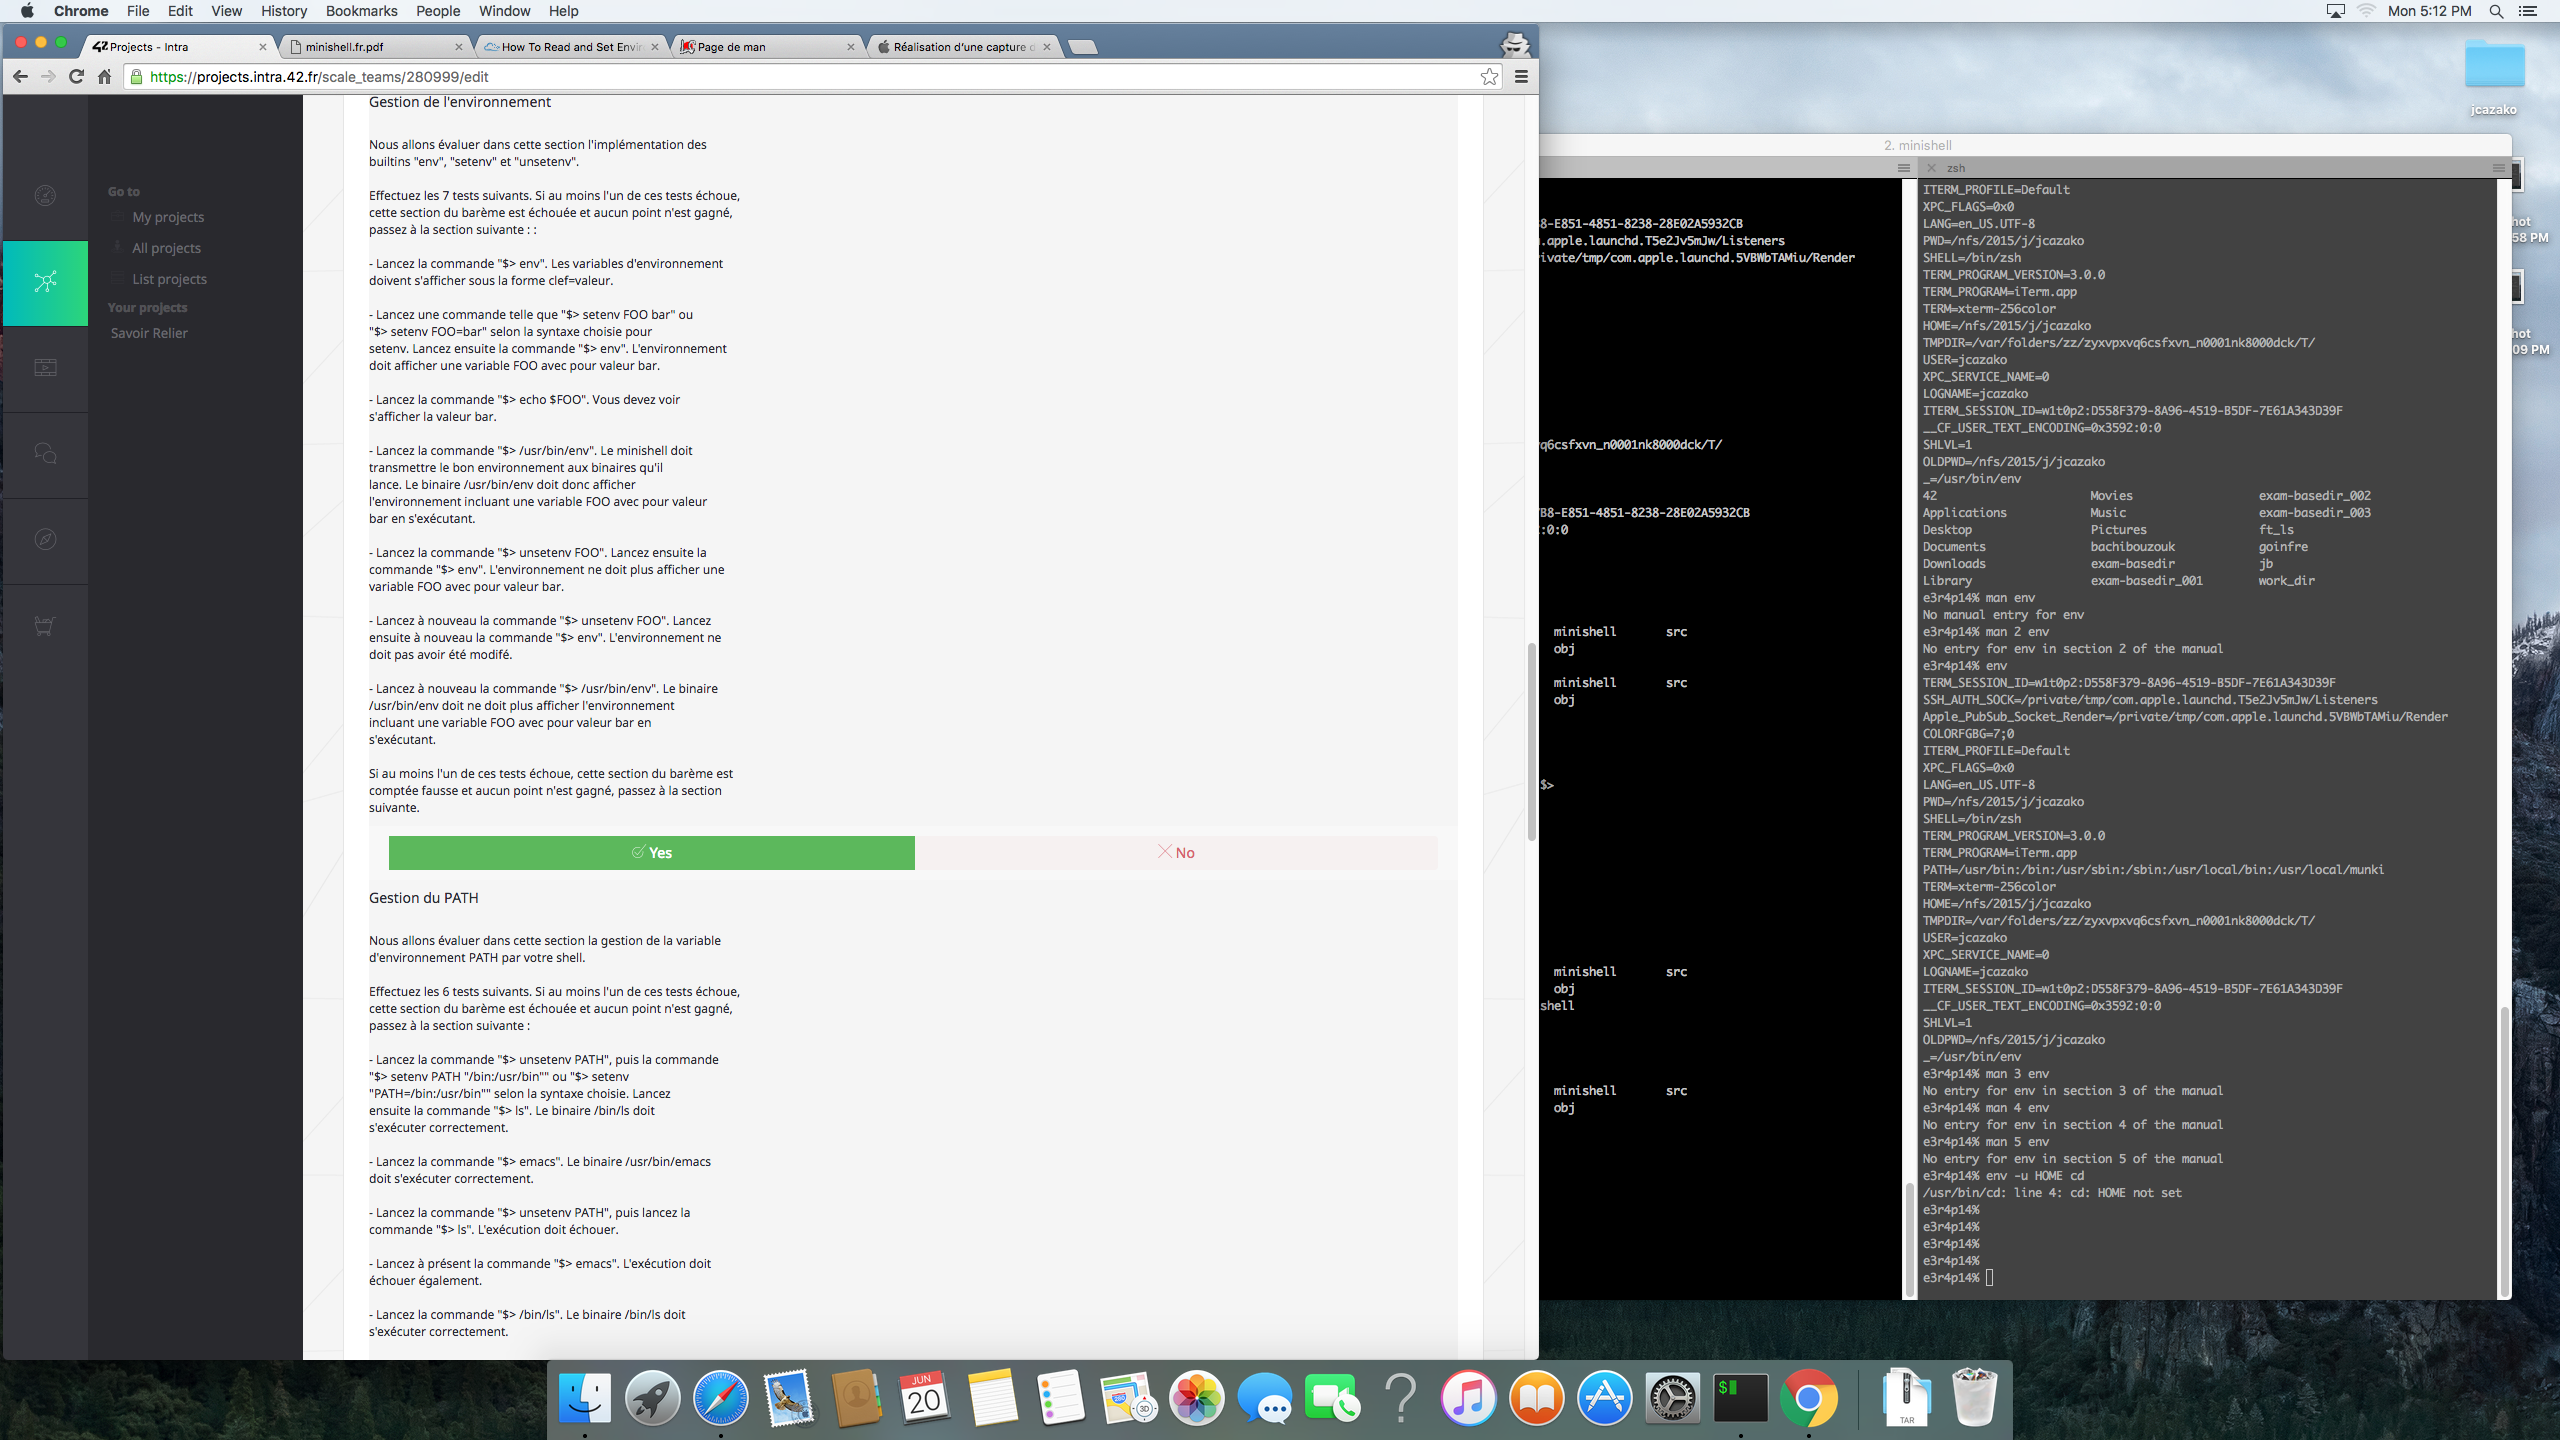 Chrome File Edit View History Bookmarks People Window Help
Mon 5:12 PM
Projects - Intra
minishell.fr.pdf
How To Read and Set Envir
Page de man
Réalisation d'une capture d
https://projects.intra.42.fr/scale_teams/280999/edit
Go to
My projects
All projects
List projects
Your projects
Savoir Relier
Gestion de l'environnement
Nous allons évaluer dans cette section l'implémentation des
builtins "env", "setenv" et "unsetenv".
Effectuez les 7 tests suivants. Si au moins l'un de ces tests échoue,
cette section du barème est échouée et aucun point n'est gagné,
passez à la section suivante : :
- Lancez la commande "$> env". Les variables d'environnement
doivent s'afficher sous la forme clef=valeur.
- Lancez une commande telle que "$> setenv FOO bar" ou
"$> setenv FOO=bar" selon la syntaxe choisie pour
setenv. Lancez ensuite la commande "$> env". L'environnement
doit afficher une variable FOO avec pour valeur bar.
- Lancez la commande "$> echo $FOO". Vous devez voir
s'afficher la valeur bar.
- Lancez la commande "$> /usr/bin/env". Le minishell doit
transmettre le bon environnement aux binaires qu'il
lance. Le binaire /usr/bin/env doit donc afficher
l'environnement incluant une variable FOO avec pour valeur
bar en s'exécutant.
- Lancez la commande "$> unsetenv FOO". Lancez ensuite la
commande "$> env". L'environnement ne doit plus afficher une
variable FOO avec pour valeur bar.
- Lancez à nouveau la commande "$> unsetenv FOO". Lancez
ensuite à nouveau la commande "$> env". L'environnement ne
doit pas avoir été modifé.
- Lancez à nouveau la commande "$> /usr/bin/env". Le binaire
/usr/bin/env doit ne doit plus afficher l'environnement
incluant une variable FOO avec pour valeur bar en
s'exécutant.
Si au moins l'un de ces tests échoue, cette section du barème est
comptée fausse et aucun point n'est gagné, passez à la section
suivante.
Yes
No
Gestion du PATH
Nous allons évaluer dans cette section la gestion de la variable
d'environnement PATH par votre shell.
Effectuez les 6 tests suivants. Si au moins l'un de ces tests échoue,
cette section du barème est échouée et aucun point n'est gagné,
passez à la section suivante :
- Lancez la commande "$> unsetenv PATH", puis la commande
"$> setenv PATH "/bin:/usr/bin"" ou "$> setenv
"PATH=/bin:/usr/bin"" selon la syntaxe choisie. Lancez
ensuite la commande "$> ls". Le binaire /bin/ls doit
s'exécuter correctement.
- Lancez la commande "$> emacs". Le binaire /usr/bin/emacs
doit s'exécuter correctement.
- Lancez la commande "$> unsetenv PATH", puis lancez la
commande "$> ls". L'exécution doit échouer.
- Lancez à présent la commande "$> emacs". L'exécution doit
échouer également.
- Lancez la commande "$> /bin/ls". Le binaire /bin/ls doit
s'exécuter correctement.
2. minishell
8-E851-4851-8238-28E02A5932CB
.apple.launchd.T5e2Jv5mJw/Listeners
ivate/tmp/com.apple.launchd.5VBWbTAMiu/Render
q6csfxvn_n0001nk8000dck/T/
B8-E851-4851-8238-28E02A5932CB
:0:0
minishell src
obj
minishell src
obj
$>
minishell src
obj
shell
minishell src
obj
zsh
ITERM_PROFILE=Default
XPC_FLAGS=0x0
LANG=en_US.UTF-8
PWD=/nfs/2015/j/jcazako
SHELL=/bin/zsh
TERM_PROGRAM_VERSION=3.0.0
TERM_PROGRAM=iTerm.app
TERM=xterm-256color
HOME=/nfs/2015/j/jcazako
TMPDIR=/var/folders/zz/zyxvpxvq6csfxvn_n0001nk8000dck/T/
USER=jcazako
XPC_SERVICE_NAME=0
LOGNAME=jcazako
ITERM_SESSION_ID=w1t0p2:D558F379-8A96-4519-B5DF-7E61A343D39F
__CF_USER_TEXT_ENCODING=0x3592:0:0
SHLVL=1
OLDPWD=/nfs/2015/j/jcazako
_=/usr/bin/env
42 Movies exam-basedir_002
Applications Music exam-basedir_003
Desktop Pictures ft_ls
Documents bachibouzouk goinfre
Downloads exam-basedir jb
Library exam-basedir_001 work_dir
e3r4p14% man env
No manual entry for env
e3r4p14% man 2 env
No entry for env in section 2 of the manual
e3r4p14% env
TERM_SESSION_ID=w1t0p2:D558F379-8A96-4519-B5DF-7E61A343D39F
SSH_AUTH_SOCK=/private/tmp/com.apple.launchd.T5e2Jv5mJw/Listeners
Apple_PubSub_Socket_Render=/private/tmp/com.apple.launchd.5VBWbTAMiu/Render
COLORFGBG=7;0
ITERM_PROFILE=Default
XPC_FLAGS=0x0
LANG=en_US.UTF-8
PWD=/nfs/2015/j/jcazako
SHELL=/bin/zsh
TERM_PROGRAM_VERSION=3.0.0
TERM_PROGRAM=iTerm.app
PATH=/usr/bin:/bin:/usr/sbin:/sbin:/usr/local/bin:/usr/local/munki
TERM=xterm-256color
HOME=/nfs/2015/j/jcazako
TMPDIR=/var/folders/zz/zyxvpxvq6csfxvn_n0001nk8000dck/T/
USER=jcazako
XPC_SERVICE_NAME=0
LOGNAME=jcazako
ITERM_SESSION_ID=w1t0p2:D558F379-8A96-4519-B5DF-7E61A343D39F
__CF_USER_TEXT_ENCODING=0x3592:0:0
SHLVL=1
OLDPWD=/nfs/2015/j/jcazako
_=/usr/bin/env
e3r4p14% man 3 env
No entry for env in section 3 of the manual
e3r4p14% man 4 env
No entry for env in section 4 of the manual
e3r4p14% man 5 env
No entry for env in section 5 of the manual
e3r4p14% env -u HOME cd
/usr/bin/cd: line 4: cd: HOME not set
e3r4p14%
e3r4p14%
e3r4p14%
e3r4p14%
e3r4p14%
jcazako
hot
58 PM
hot
09 PM
JUN
20
3D
$
TAR